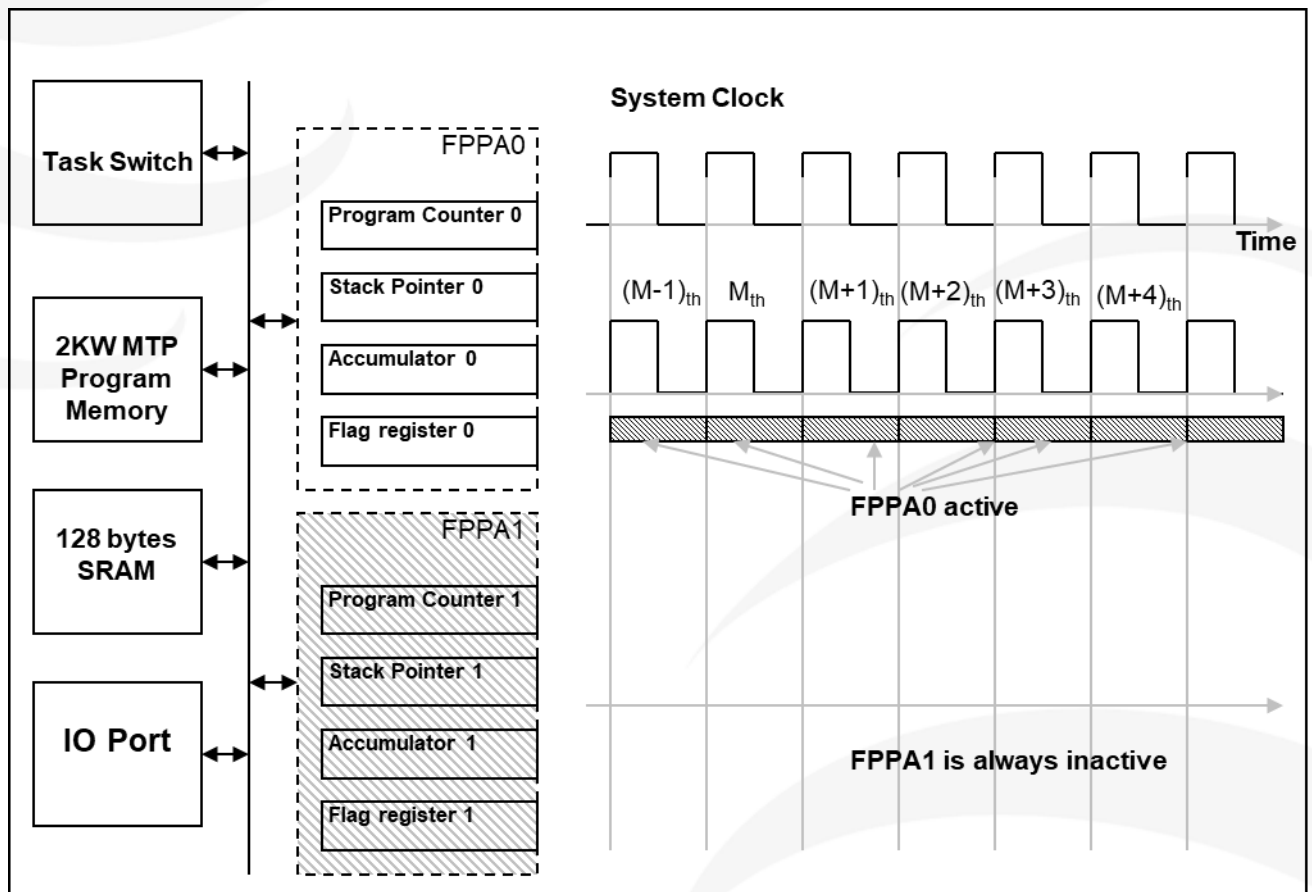 Task Switch
2KW MTP
Program
Memory
128 bytes
SRAM
IO Port
FPPA0
Program Counter 0
Stack Pointer 0
Accumulator 0
Flag register 0
FPPA1
Program Counter 1
Stack Pointer 1
Accumulator 1
Flag register 1
System Clock
Time
(M-1)th Mth (M+1)th (M+2)th (M+3)th (M+4)th
FPPA0 active
FPPA1 is always inactive